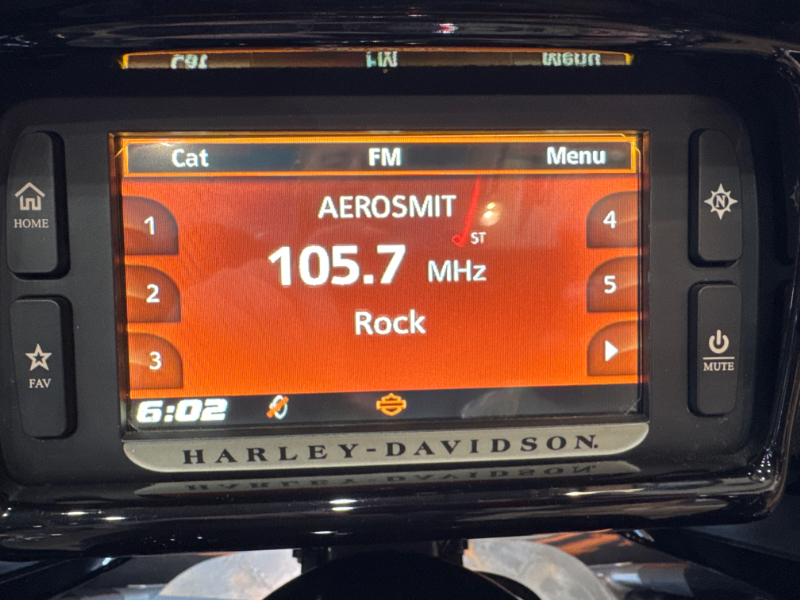 Cat FM Menu
HOME
N
1
AEROSMIT
4
ST
105.7 MHz
2
5
Rock
3
FAV
MUTE
6:02
HARLEY-DAVIDSON